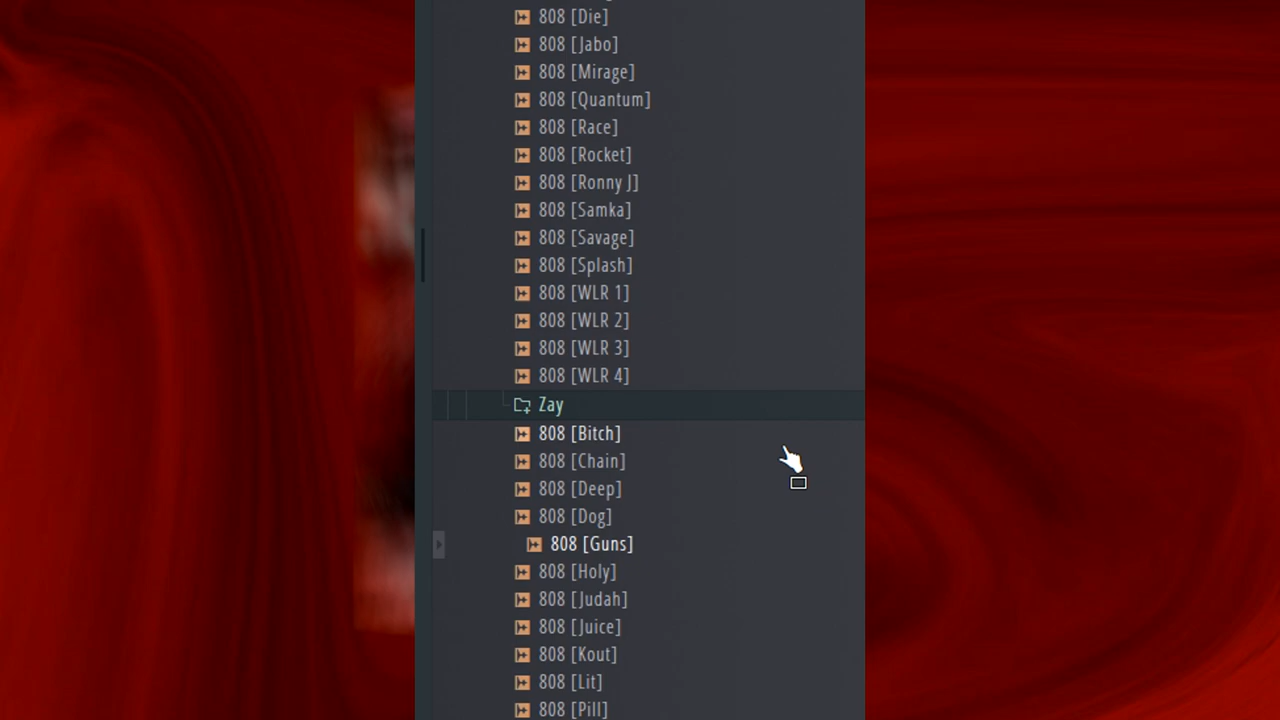 808 [Die]
808 [Jabo]
808 [Mirage]
808 [Quantum]
808 [Race]
808 [Rocket]
808 [Ronny J]
808 [Samka]
808 [Savage]
808 [Splash]
808 [WLR 1]
808 [WLR 2]
808 [WLR 3]
808 [WLR 4]
Zay
808 [Bitch]
808 [Chain]
808 [Deep]
808 [Dog]
808 [Guns]
808 [Holy]
808 [Judah]
808 [Juice]
808 [Kout]
808 [Lit]
808 [Pill]